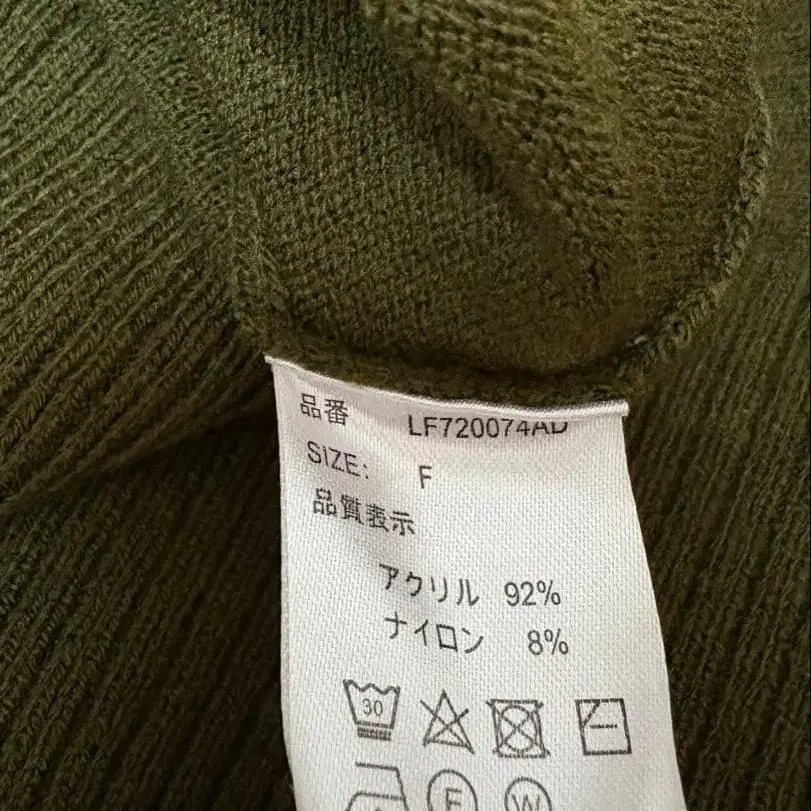 品番 LF720074AD
SIZE: F
品質表示
アクリル 92%
ナイロン 8%
30
F W